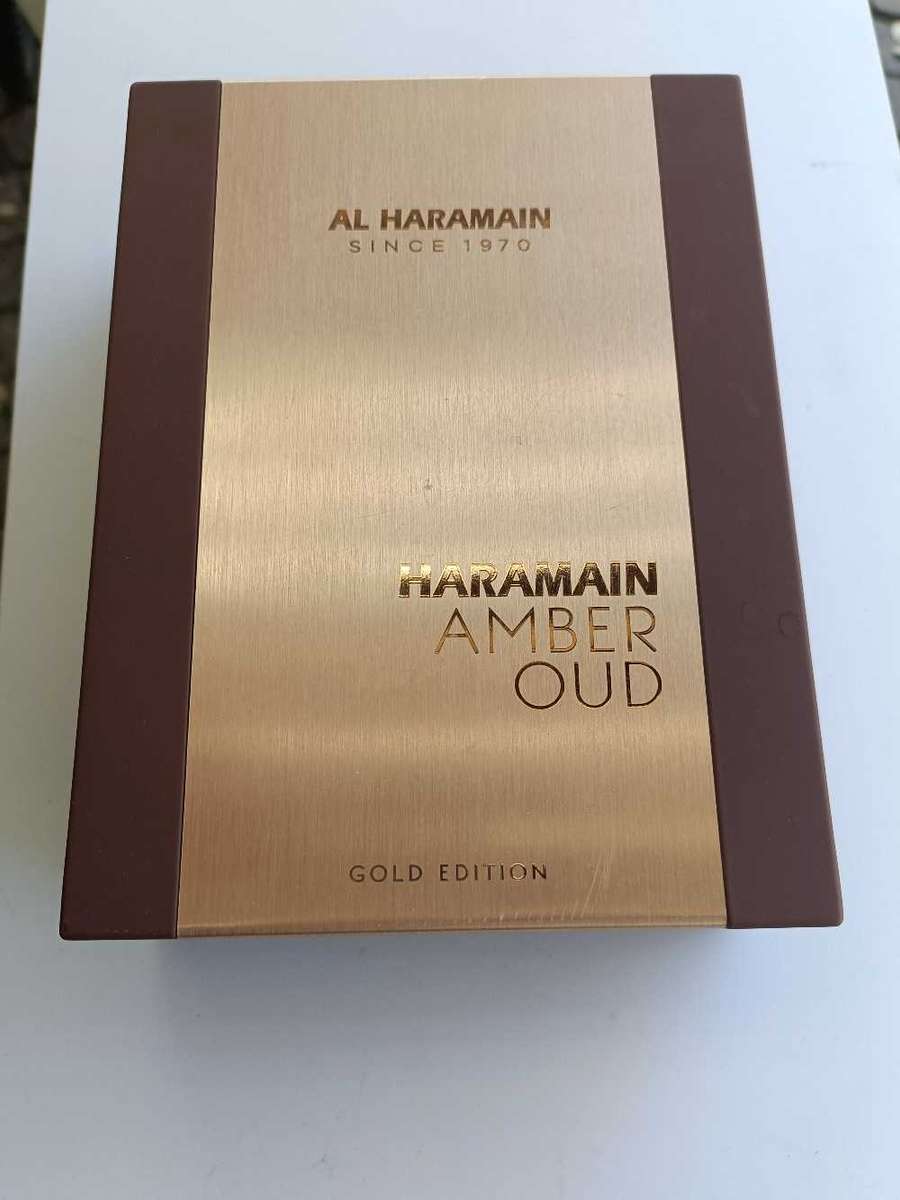 AL HARAMAIN
SINCE 1970
HARAMAIN
AMBER
OUD
GOLD EDITION